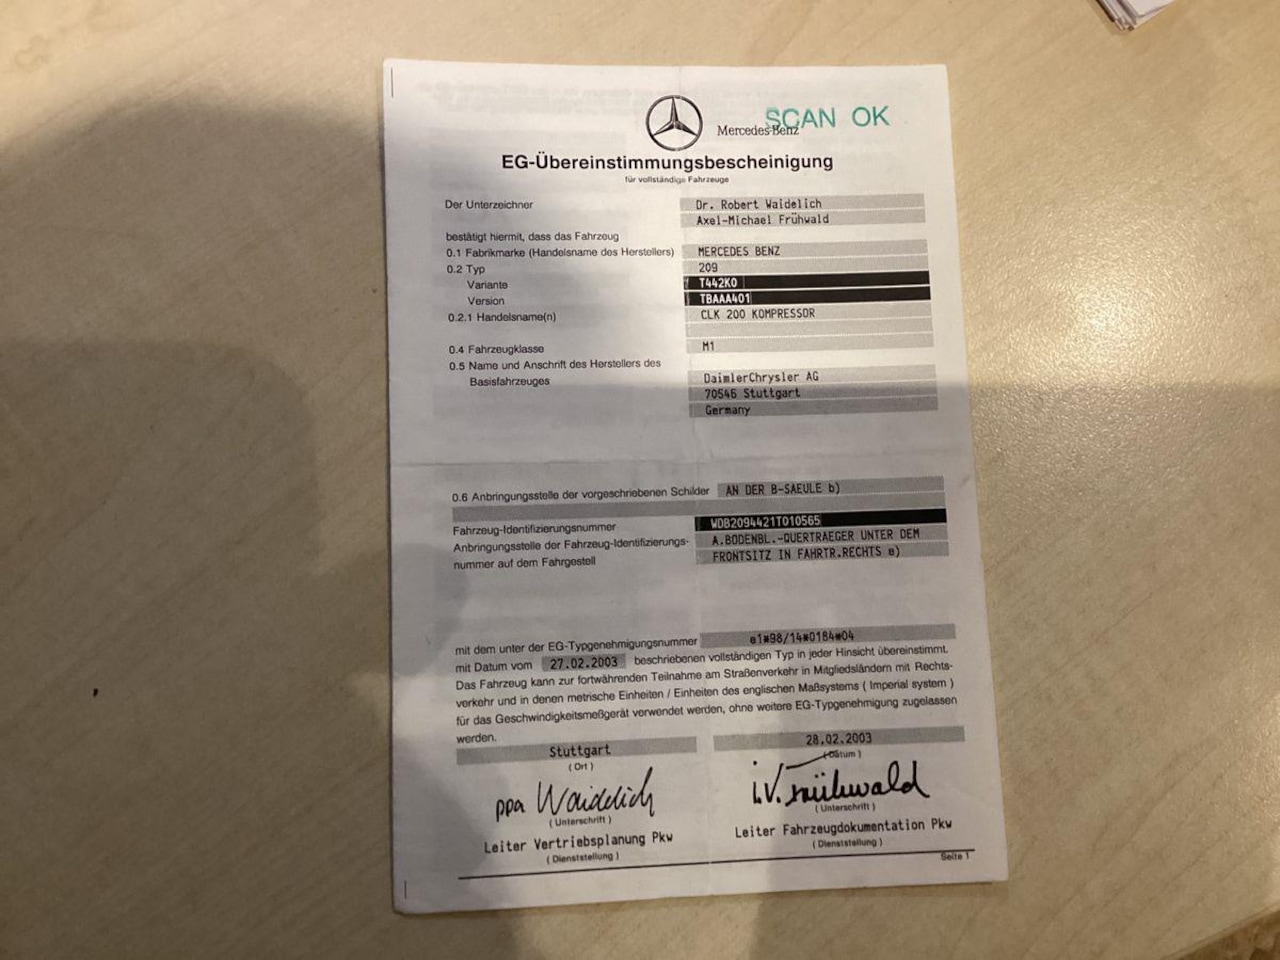 SCAN OK
Mercedes-Benz
EG-Übereinstimmungsbescheinigung
für vollständige Fahrzeuge
Der Unterzeichner Dr. Robert Waidelich
Axel-Michael Frühwald
bestätigt hiermit, dass das Fahrzeug
0.1 Fabrikmarke (Handelsname des Herstellers) MERCEDES BENZ
0.2 Typ 209
Variante T442K0
Version TBAAA401
0.2.1 Handelsname(n) CLK 200 KOMPRESSOR
0.4 Fahrzeugklasse M1
0.5 Name und Anschrift des Herstellers des
Basisfahrzeuges DaimlerChrysler AG
70546 Stuttgart
Germany
0.6 Anbringungsstelle der vorgeschriebenen Schilder AN DER B-SAEULE b)
Fahrzeug-Identifizierungsnummer WDB2094421T010565
Anbringungsstelle der Fahrzeug-Identifizierungs- A.BODENBL.-QUERTRAEGER UNTER DEM
nummer auf dem Fahrgestell FRONTSITZ IN FAHRTR.RECHTS e)
mit dem unter der EG-Typgenehmigungsnummer e1*98/14*0184*04
mit Datum vom 27.02.2003 beschriebenen vollständigen Typ in jeder Hinsicht übereinstimmt.
Das Fahrzeug kann zur fortwährenden Teilnahme am Straßenverkehr in Mitgliedsländern mit Rechts-
verkehr und in denen metrische Einheiten / Einheiten des englischen Maßsystems ( Imperial system )
für das Geschwindigkeitsmeßgerät verwendet werden, ohne weitere EG-Typgenehmigung zugelassen
werden.
Stuttgart 28.02.2003
( Ort ) ( Datum )
ppa Waidelich i.V. Frühwald
( Unterschrift ) ( Unterschrift )
Leiter Vertriebsplanung Pkw Leiter Fahrzeugdokumentation Pkw
( Dienststellung ) ( Dienststellung )
Seite 1